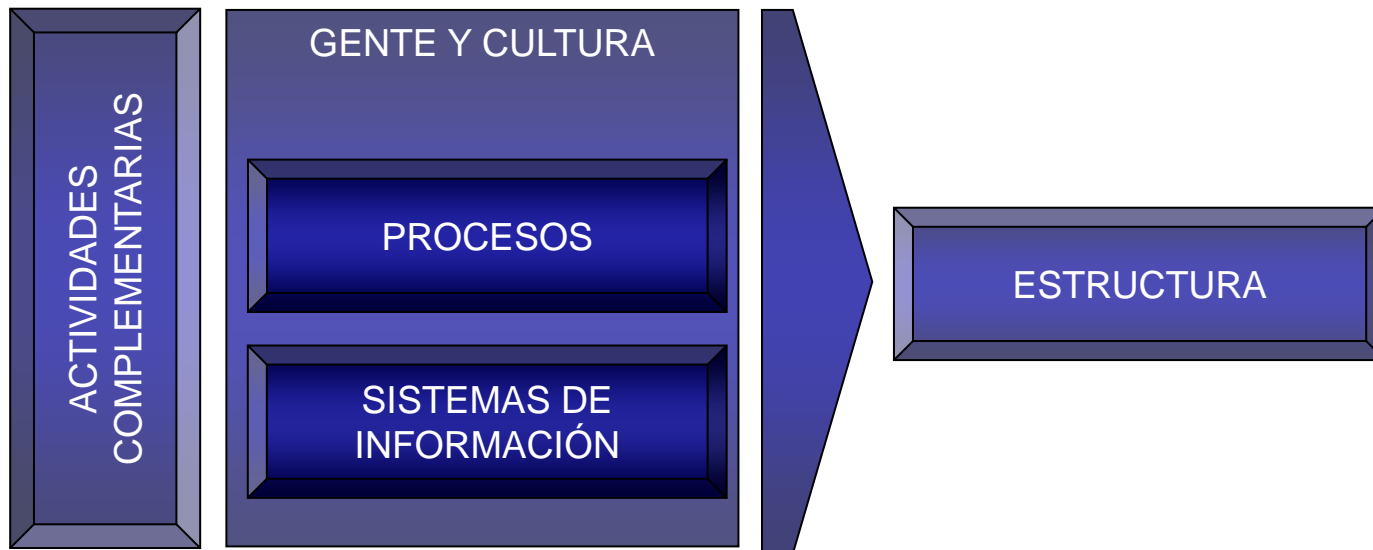 ACTIVIDADES
COMPLEMENTARIAS
GENTE Y CULTURA
PROCESOS
SISTEMAS DE
INFORMACIÓN
ESTRUCTURA